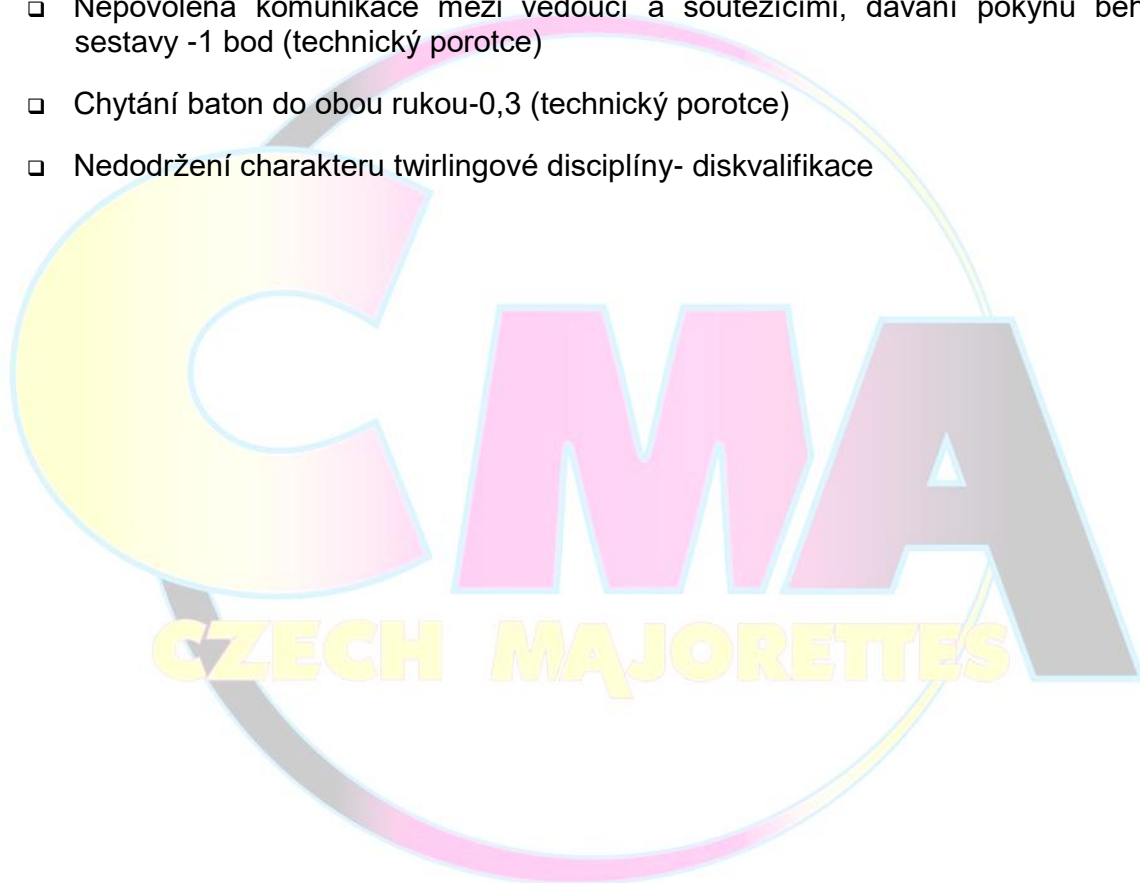 ❑ Nepovolená komunikace mezi vedoucí a soutěžícími, dávání pokynů
sestavy -1 bod (technický porotce)
❑ Chytání baton do obou rukou-0,3 (technický porotce)
❑ Nedodržení charakteru twirlingové disciplíny- diskvalifikace
CMA
CZECH MAJORETTES